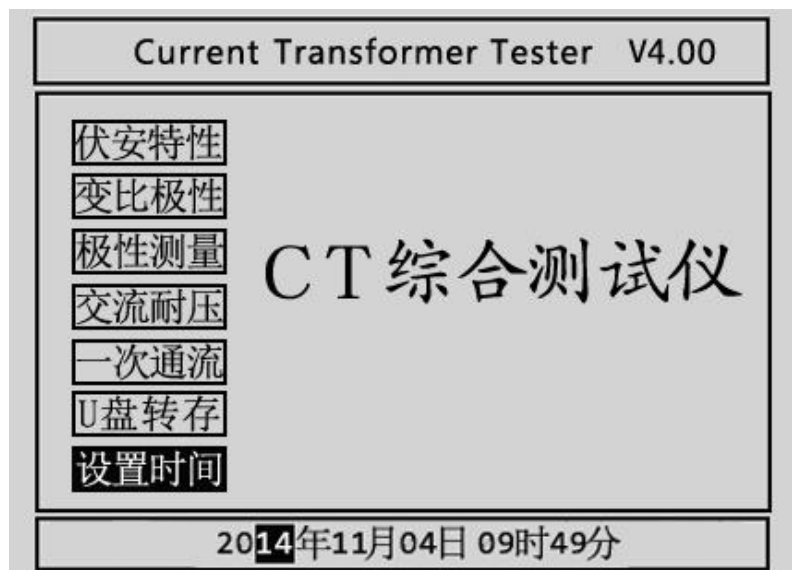 Current Transformer Tester V4.00
伏安特性
变比极性
极性测量
交流耐压
一次通流
U盘转存
设置时间
CT综合测试仪
2014年11月04日 09时49分